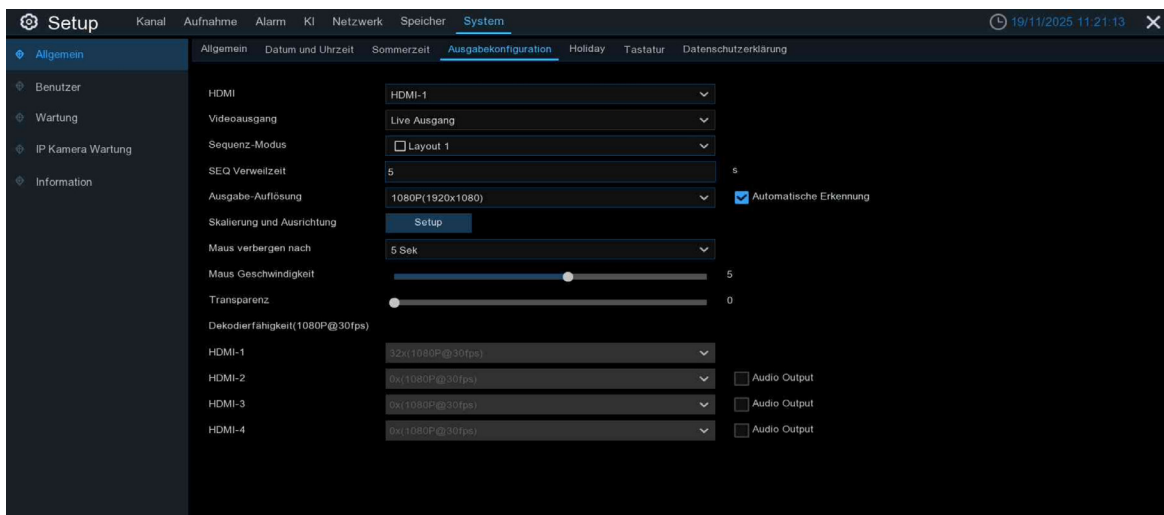 Setup Kanal Aufnahme Alarm KI Netzwerk Speicher System 19/11/2025 11:21:13
Allgemein Allgemein Datum und Uhrzeit Sommerzeit Ausgabekonfiguration Holiday Tastatur Datenschutzerklärung
Benutzer
Wartung
IP Kamera Wartung
Information
HDMI HDMI-1
Videoausgang Live Ausgang
Sequenz-Modus Layout 1
SEQ Verweilzeit 5 s
Ausgabe-Auflösung 1080P(1920x1080) Automatische Erkennung
Skalierung und Ausrichtung Setup
Maus verbergen nach 5 Sek
Maus Geschwindigkeit 5
Transparenz 0
Dekodierfähigkeit(1080P@30fps)
HDMI-1 32x(1080P@30fps)
HDMI-2 0x(1080P@30fps) Audio Output
HDMI-3 0x(1080P@30fps) Audio Output
HDMI-4 0x(1080P@30fps) Audio Output